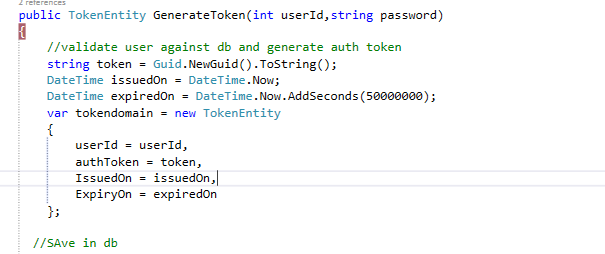 2 references
public TokenEntity GenerateToken(int userId,string password)
{
//validate user against db and generate auth token
string token = Guid.NewGuid().ToString();
DateTime issuedOn = DateTime.Now;
DateTime expiredOn = DateTime.Now.AddSeconds(50000000);
var tokendomain = new TokenEntity
{
userId = userId,
authToken = token,
IssuedOn = issuedOn,
ExpiryOn = expiredOn
};
//SAve in db